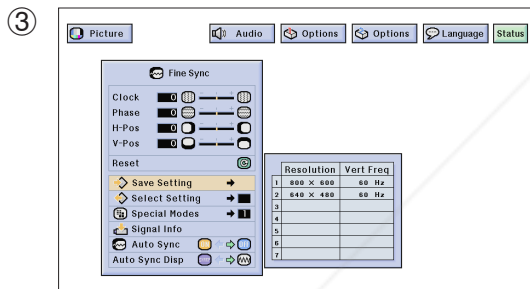 ③
Picture Audio Options Options Language Status
Fine Sync
Clock 0
Phase 0
H-Pos 0
V-Pos 0
Reset
Save Setting
Select Setting
Special Modes 1
Signal Info
Auto Sync
Auto Sync Disp
Resolution Vert Freq
1 800 × 600 60 Hz
2 640 × 480 60 Hz
3
4
5
6
7